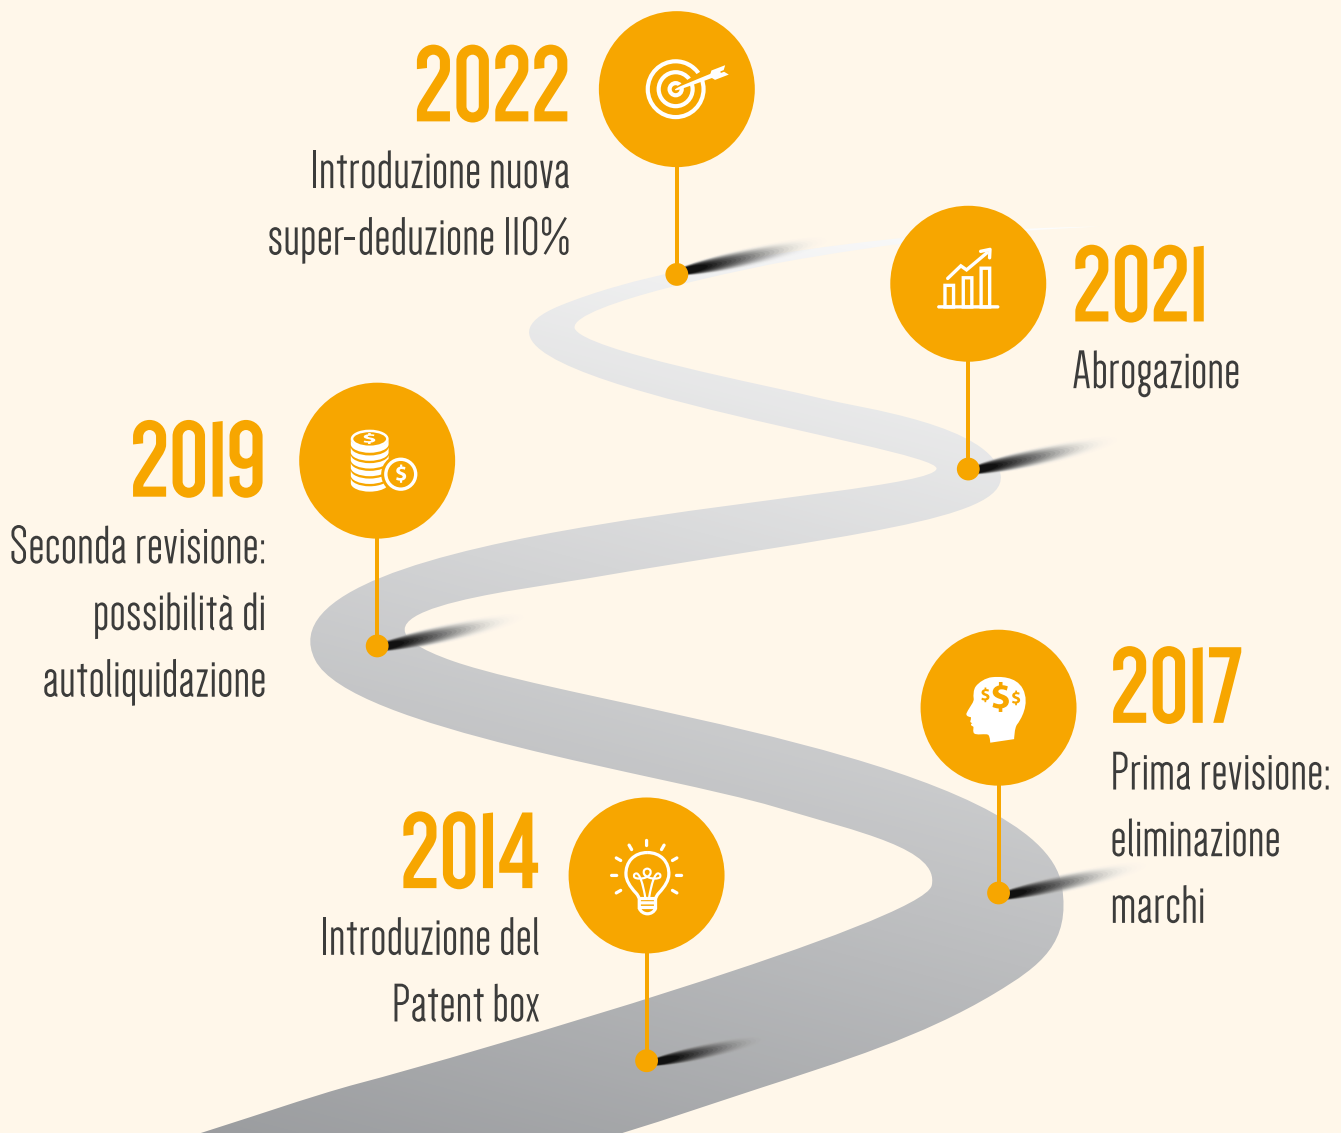 2022
Introduzione nuova
super-deduzione 110%
2021
Abrogazione
2019
Seconda revisione:
possibilità di
autoliquidazione
2017
Prima revisione:
eliminazione
marchi
2014
Introduzione del
Patent box